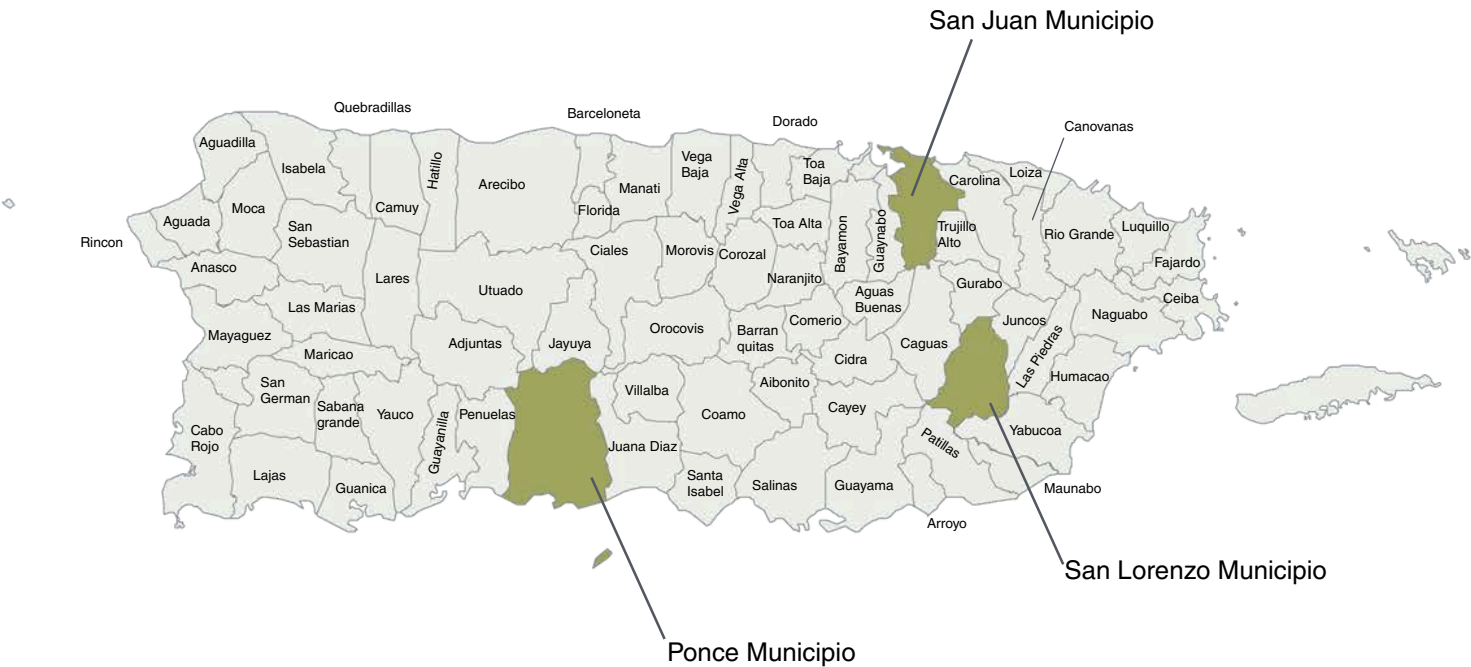 San Juan Municipio
Quebradillas
Barceloneta
Dorado
Canovanas
Aguadilla
Isabela
Hatillo
Arecibo
Manati
Vega
Baja
Vega Alta
Toa
Baja
Carolina
Loiza
Moca
Camuy
Florida
Aguada
San
Sebastian
Ciales
Morovis
Corozal
Toa Alta
Bayamon
Guaynabo
Trujillo
Alto
Rio Grande
Luquillo
Rincon
Anasco
Lares
Utuado
Naranjito
Fajardo
Aguas
Buenas
Gurabo
Ceiba
Las Marias
Mayaguez
Maricao
Adjuntas
Jayuya
Orocovis
Barran
quitas
Comerio
Cidra
Caguas
Juncos
Las Piedras
Naguabo
Humacao
San
German
Sabana
grande
Yauco
Guayanilla
Penuelas
Villalba
Coamo
Aibonito
Cayey
Cabo
Rojo
Lajas
Guanica
Juana Diaz
Santa
Isabel
Salinas
Guayama
Patillas
Yabucoa
Maunabo
Arroyo
San Lorenzo Municipio
Ponce Municipio